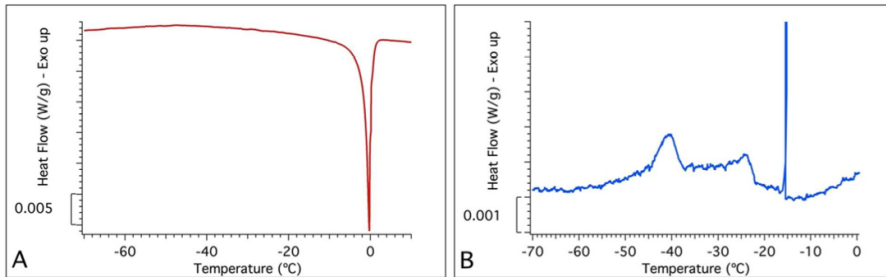 Heat Flow (W/g) - Exo up
0.005
A
-60 -40 -20 0
Temperature (°C)
Heat Flow (W/g) - Exo up
0.001
B
-70 -60 -50 -40 -30 -20 -10 0
Temperature (°C)